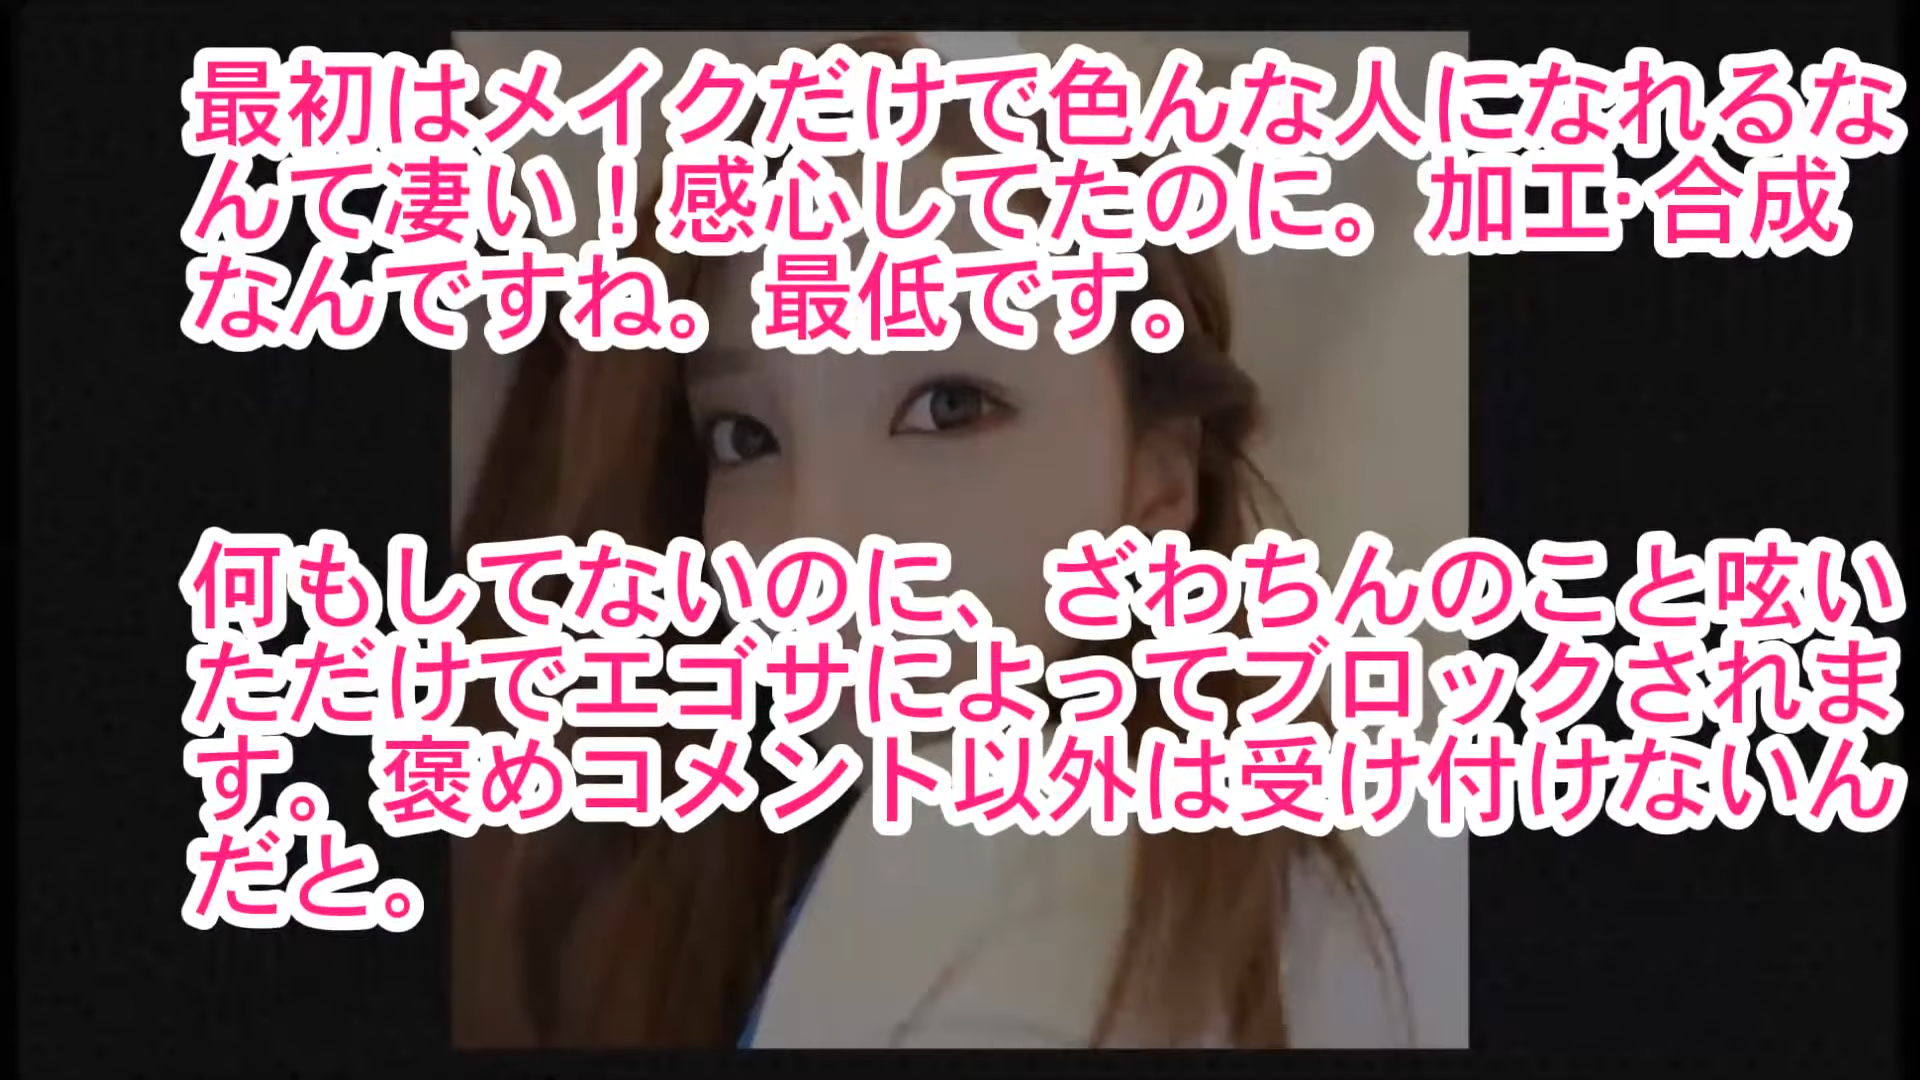 最初はメイクだけで色んな人になれるな
んて凄い！感心してたのに。加工·合成
なんですね。最低です。
何もしてないのに、ざわちんのこと呟い
ただけでエゴサによってブロックされま
す。褒めコメント以外は受け付けないん
だと。